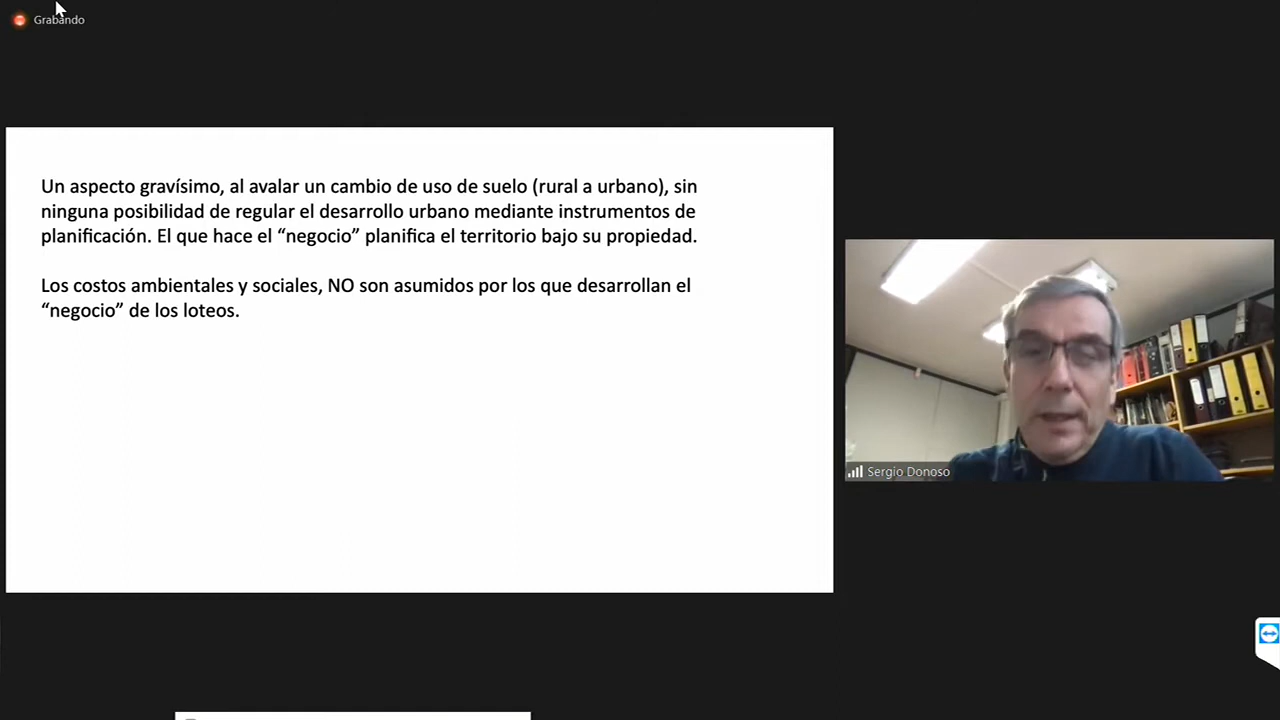 Grabando
Un aspecto gravísimo, al avalar un cambio de uso de suelo (rural a urbano), sin
ninguna posibilidad de regular el desarrollo urbano mediante instrumentos de
planificación. El que hace el “negocio” planifica el territorio bajo su propiedad.
Los costos ambientales y sociales, NO son asumidos por los que desarrollan el
“negocio” de los loteos.
Sergio Donoso